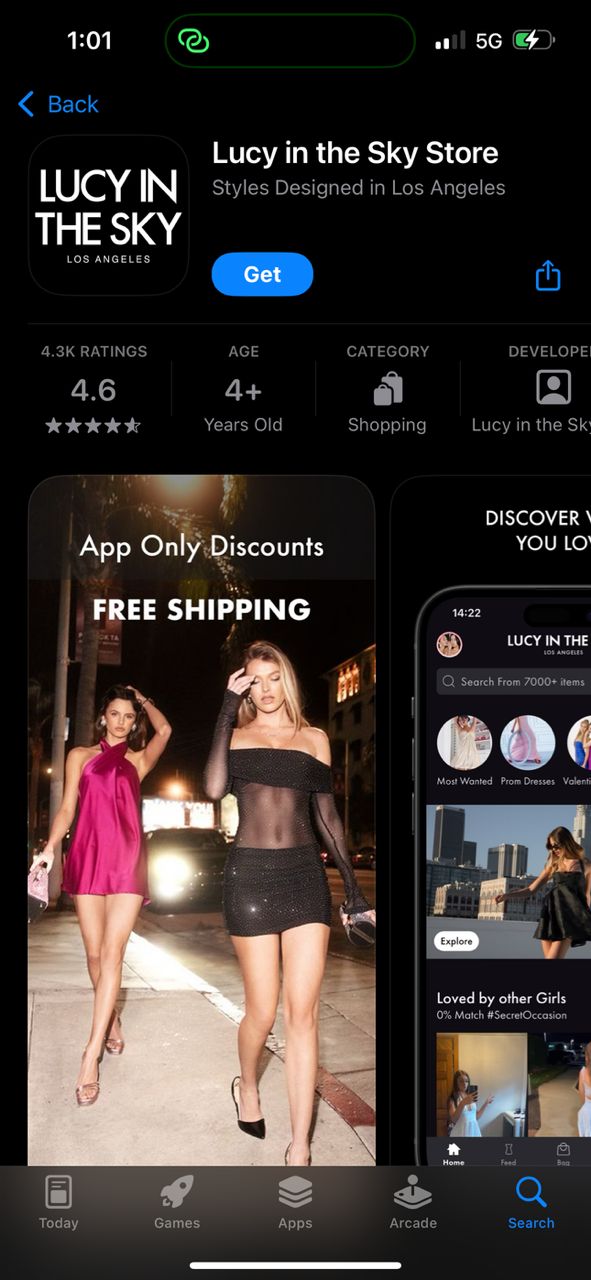 1:01
5G
Back
LUCY IN
THE SKY
LOS ANGELES
Lucy in the Sky Store
Styles Designed in Los Angeles
Get
4.3K RATINGS
4.6
AGE
4+
Years Old
CATEGORY
Shopping
DEVELOPE
Lucy in the Sky
App Only Discounts
FREE SHIPPING
DISCOVER
YOU LO
14:22
LUCY IN THE
LOS ANGELES
Search From 7000+ items
Most Wanted
Prom Dresses
Valenti
Explore
Loved by other Girls
0% Match #SecretOccasion
Home
Feed
Bag
Today
Games
Apps
Arcade
Search